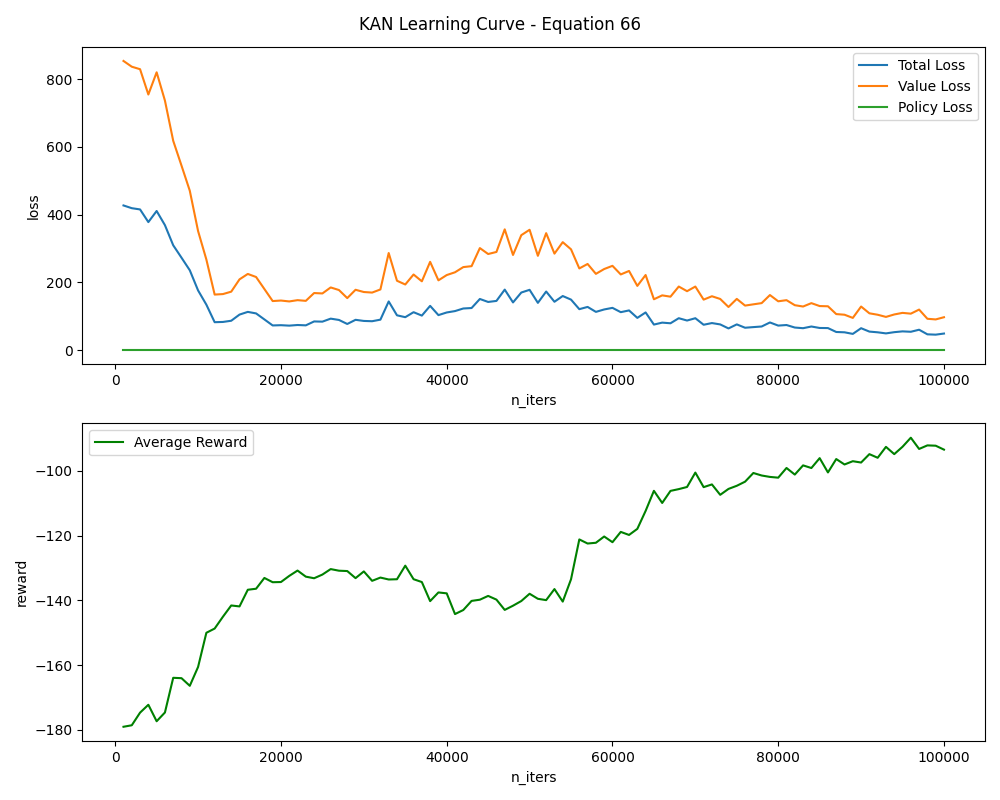 KAN Learning Curve - Equation 66
Total Loss
Value Loss
Policy Loss
800
600
400
200
0
loss
0 20000 40000 60000 80000 100000
n_iters
Average Reward
−100
−120
−140
−160
−180
reward
0 20000 40000 60000 80000 100000
n_iters